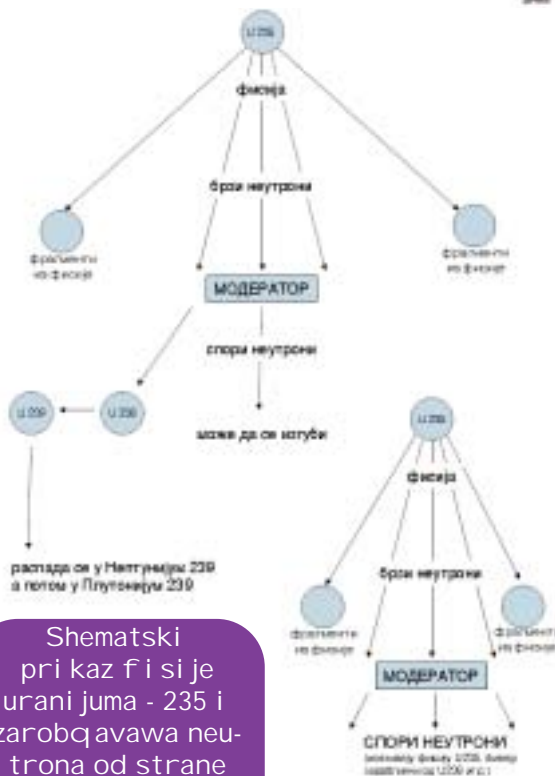 U 235
фисија
брзи неутрони
фрагменти
из фисије
фрагменти
из фисије
МОДЕРАТОР
спори неутрони
U 239
U 238
може да се изгуби
U 235
фисија
распада се у Нептунијум 239
а потом у Плутонијум 239
брзи неутрони
фрагменти
из фисије
фрагменти
из фисије
МОДЕРАТОР
СПОРИ НЕУТРОНИ
Shematski
prikaz fisije
uranijuma - 235 i
zarobqavawa neu-
trona od strane